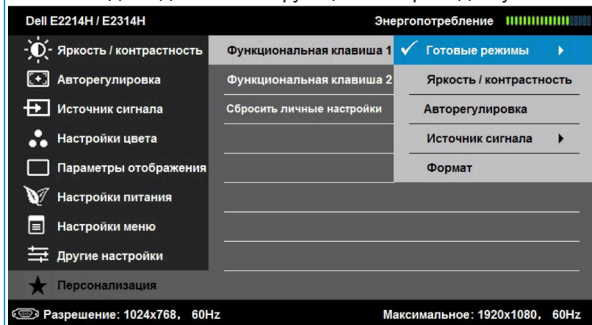 Dell E2214H / E2314H Энергопотребление
Яркость / контрастность Функциональная клавиша 1 Готовые режимы
Авторегулировка Функциональная клавиша 2 Яркость / контрастность
Источник сигнала Сбросить личные настройки Авторегулировка
Настройки цвета Источник сигнала
Параметры отображения Формат
Настройки питания
Настройки меню
Другие настройки
Персонализация
Разрешение: 1024x768, 60Hz Максимальное: 1920x1080, 60Hz